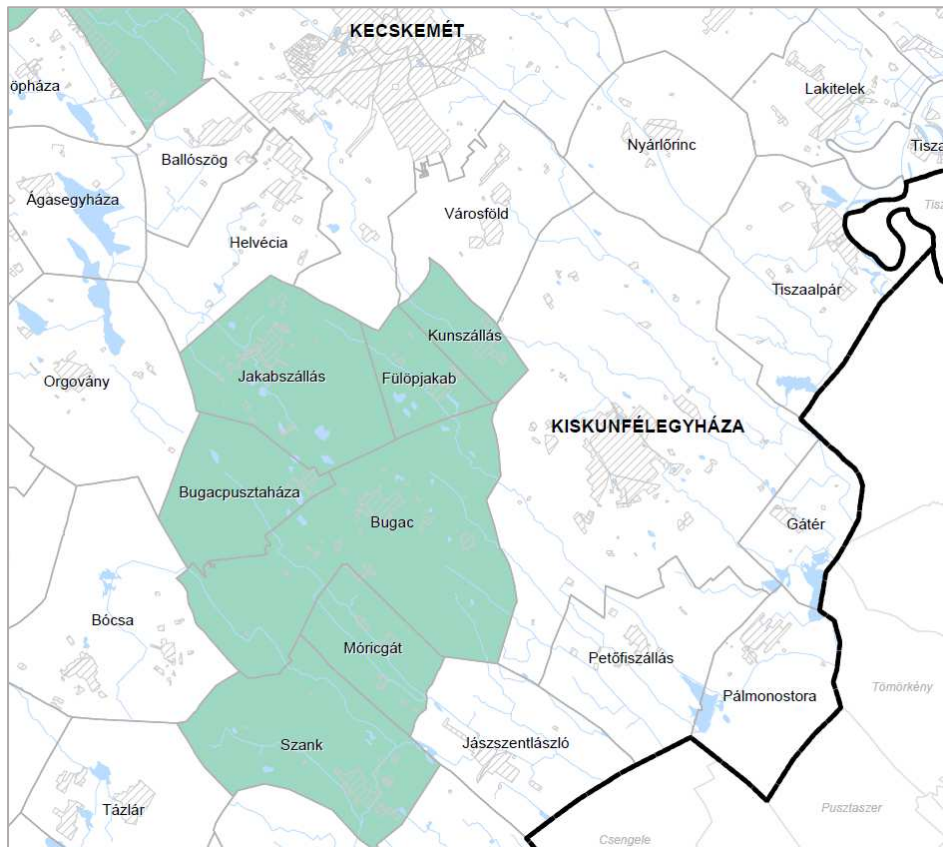 KECSKEMÉT
öpháza
Lakitelek
Nyárlőrinc
Tisza
Ballószög
Ágasegyháza
Tisz
Városföld
Helvécia
Tiszaalpár
Kunszállás
Jakabszállás
Fülöpjakab
Orgovány
KISKUNFÉLEGYHÁZA
Bugacpusztaháza
Bugac
Gátér
Bócsa
Móricgát
Petőfiszállás
Tömörkény
Pálmonostora
Szank
Jászszentlászló
Tázlár
Pusztaszer
Csengele